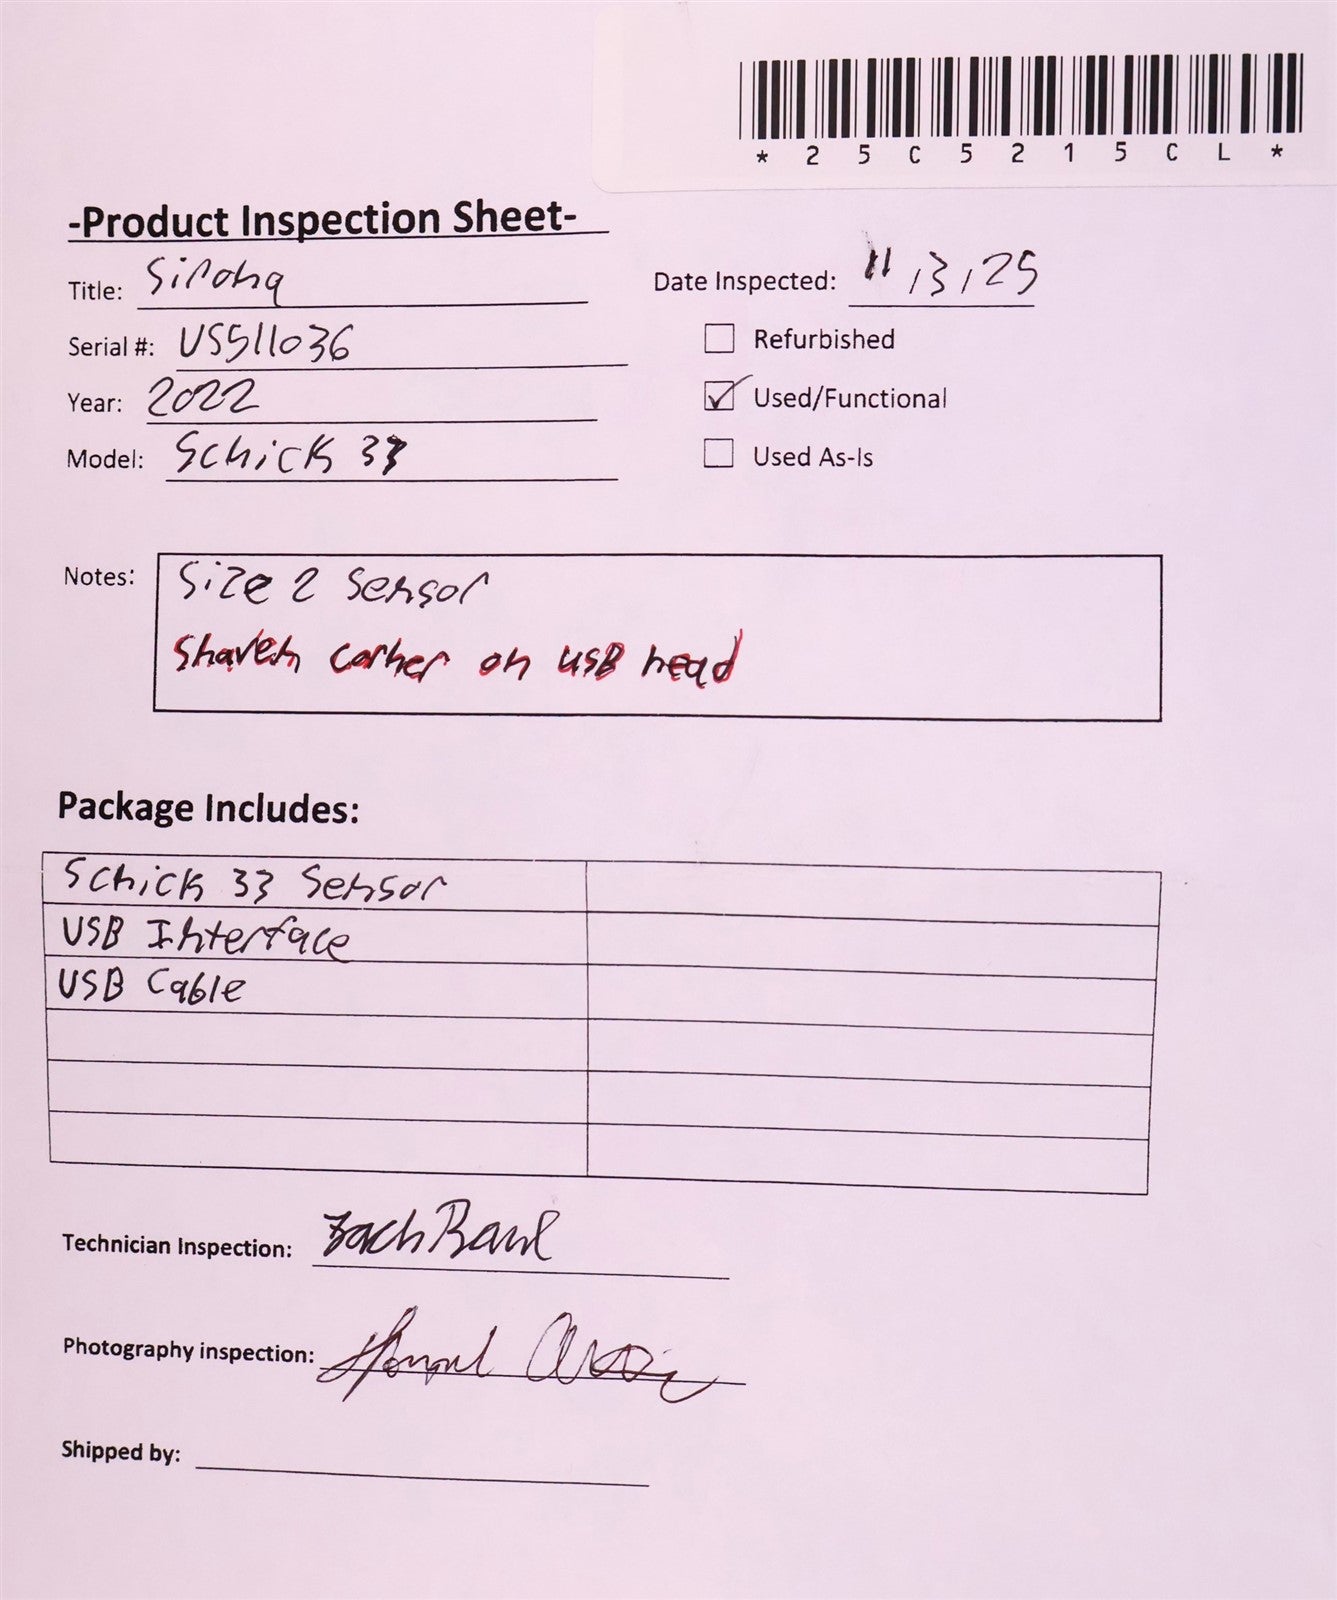 * 2 5 C 5 2 1 5 C L *
-Product Inspection Sheet-
Title: Sirona
Date Inspected: 11/3/25
Serial #: US511036
Refurbished
Year: 2022
Used/Functional
Model: Schick 33
Used As-Is
Notes: Size 2 Sensor
Shaven corner on USB head
Package Includes:
Schick 33 Sensor
USB Interface
USB Cable
Technician Inspection: Zach
Photography inspection:
Shipped by: